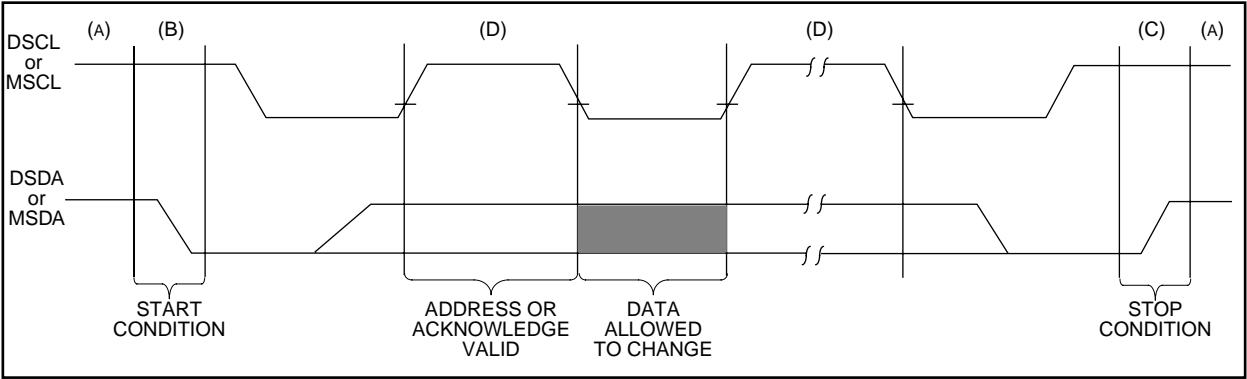 (A)
(B)
(D)
(D)
(C)
(A)
DSCL
or
MSCL
DSDA
or
MSDA
START
CONDITION
ADDRESS OR
ACKNOWLEDGE
VALID
DATA
ALLOWED
TO CHANGE
STOP
CONDITION